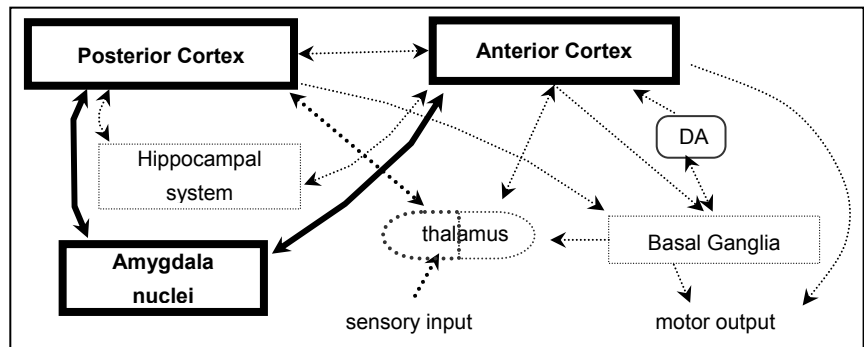 Posterior Cortex
Anterior Cortex
DA
Hippocampal
system
thalamus
Basal Ganglia
Amygdala
nuclei
sensory input
motor output